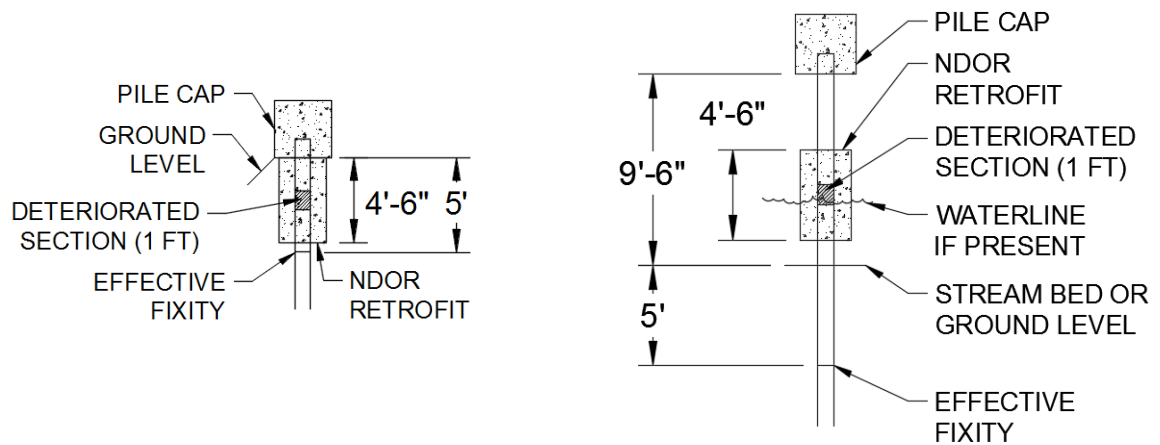 PILE CAP
GROUND
LEVEL
DETERIORATED
SECTION (1 FT)
EFFECTIVE
FIXITY
4'-6"
5'
NDOR
RETROFIT
PILE CAP
NDOR
RETROFIT
4'-6"
9'-6"
DETERIORATED
SECTION (1 FT)
WATERLINE
IF PRESENT
STREAM BED OR
GROUND LEVEL
5'
EFFECTIVE
FIXITY